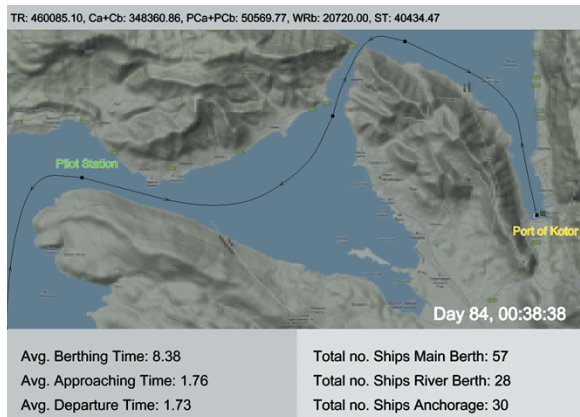 TR: 460085.10, Ca+Cb: 348360.86, PCa+PCb: 50569.77, WRb: 20720.00, ST: 40434.47
Pilot Station
Port of Kotor
Day 84, 00:38:38
Avg. Berthing Time: 8.38
Avg. Approaching Time: 1.76
Avg. Departure Time: 1.73
Total no. Ships Main Berth: 57
Total no. Ships River Berth: 28
Total no. Ships Anchorage: 30